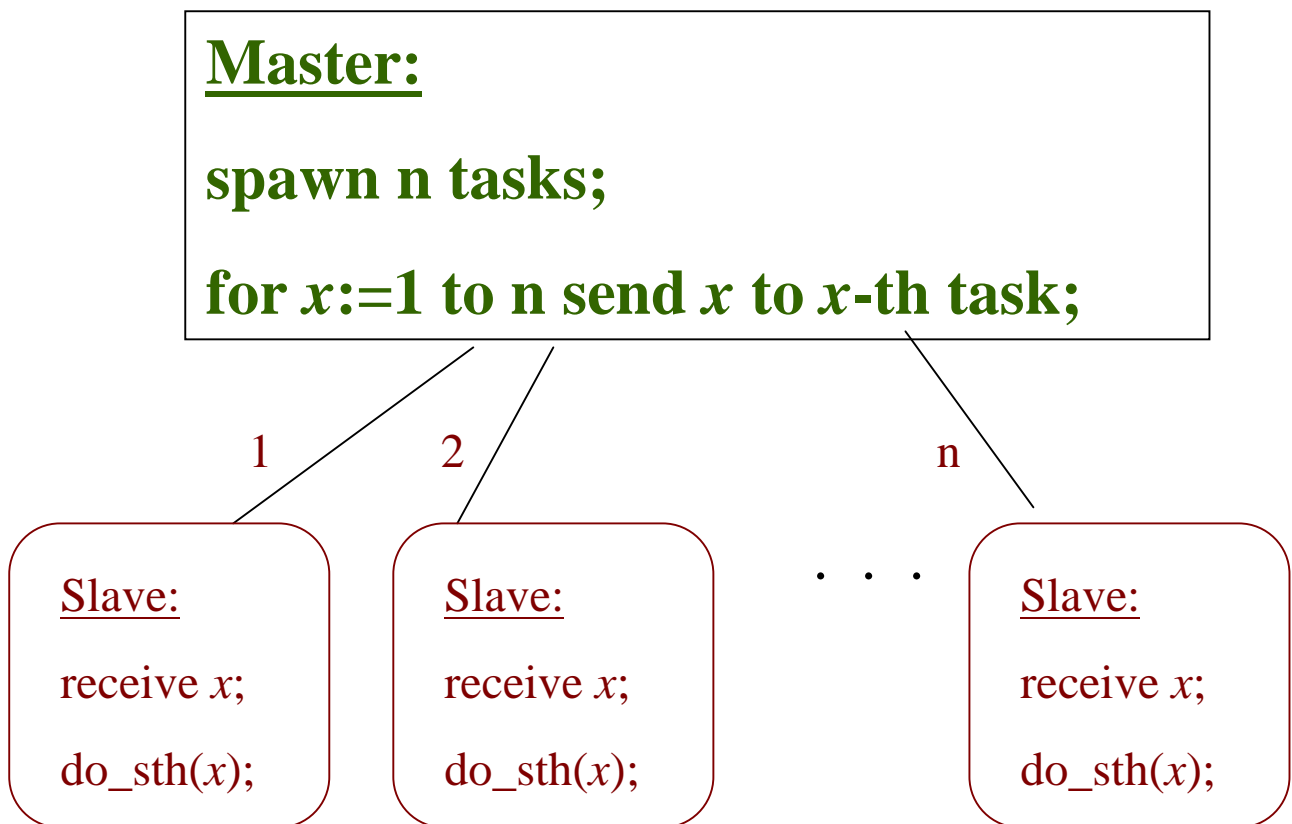 Master:
spawn n tasks;
for x:=1 to n send x to x-th task;
1 2 n
Slave: Slave: . . . Slave:
receive x; receive x; receive x;
do_sth(x); do_sth(x); do_sth(x);